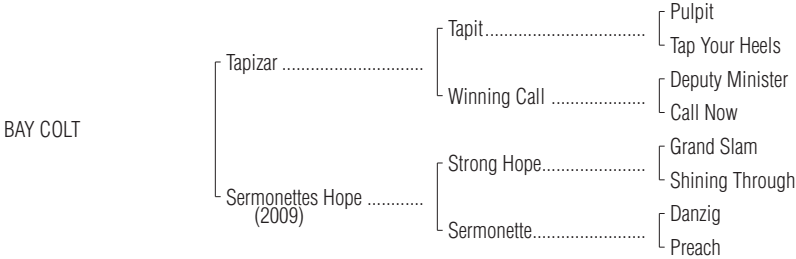 Pulpit
Tapit..................................
Tap Your Heels
Tapizar ..............................
Deputy Minister
Winning Call ....................
Call Now
BAY COLT
Grand Slam
Strong Hope......................
Shining Through
Sermonettes Hope ............
(2009)
Danzig
Sermonette........................
Preach